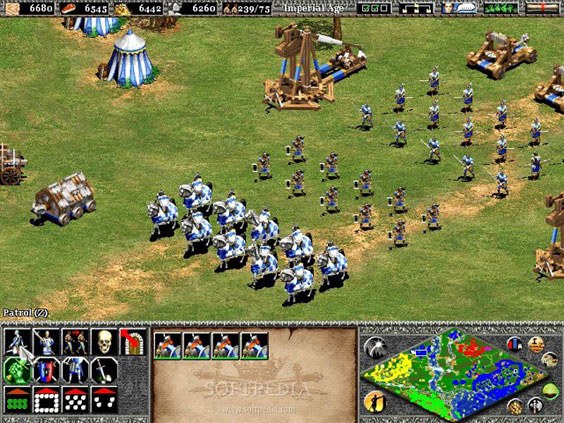 6680 6545 6442 6260 239/75 Imperial Age
Patrol (Z)
SOFTPEDIA
www.softpedia.com